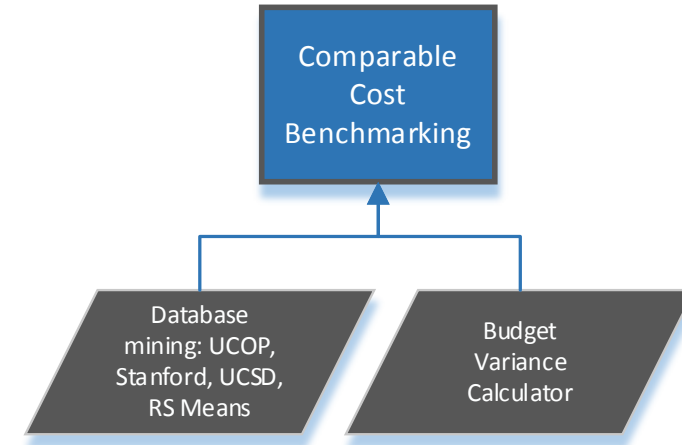 Comparable
Cost
Benchmarking
Database
mining: UCOP,
Stanford, UCSD,
RS Means
Budget
Variance
Calculator